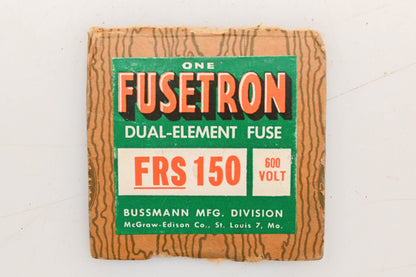 ONE
FUSETRON
DUAL-ELEMENT FUSE
FRS 150
600
VOLT
BUSSMANN MFG. DIVISION
McGraw-Edison Co., St. Louis 7, Mo.